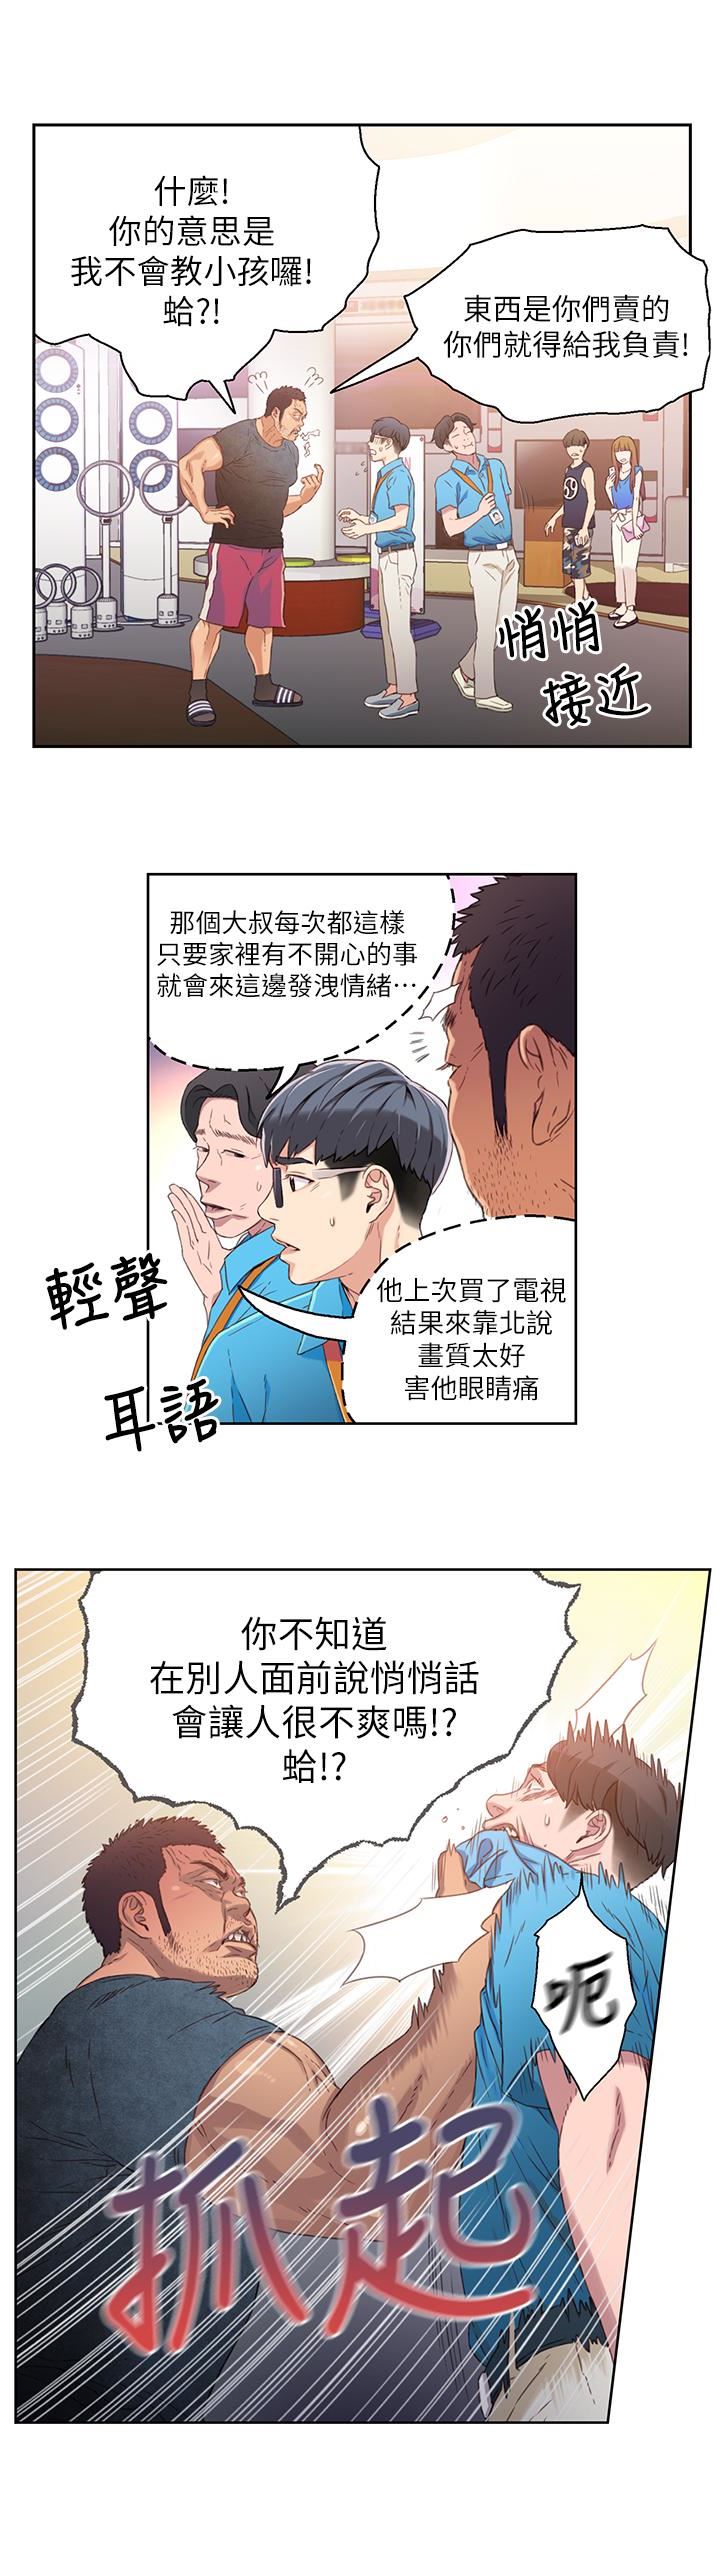 什麼!
你的意思是
我不會教小孩囉!
蛤?!
東西是你們賣的
你們就得給我負責!
悄悄
接近
那個大叔每次都這樣
只要家裡有不開心的事
就會來這邊發洩情緒⋯
輕聲
耳語
他上次買了電視
結果來靠北說
畫質太好
害他眼睛痛
你不知道
在別人面前說悄悄話
會讓人很不爽嗎!?
蛤!?
呃
抓起